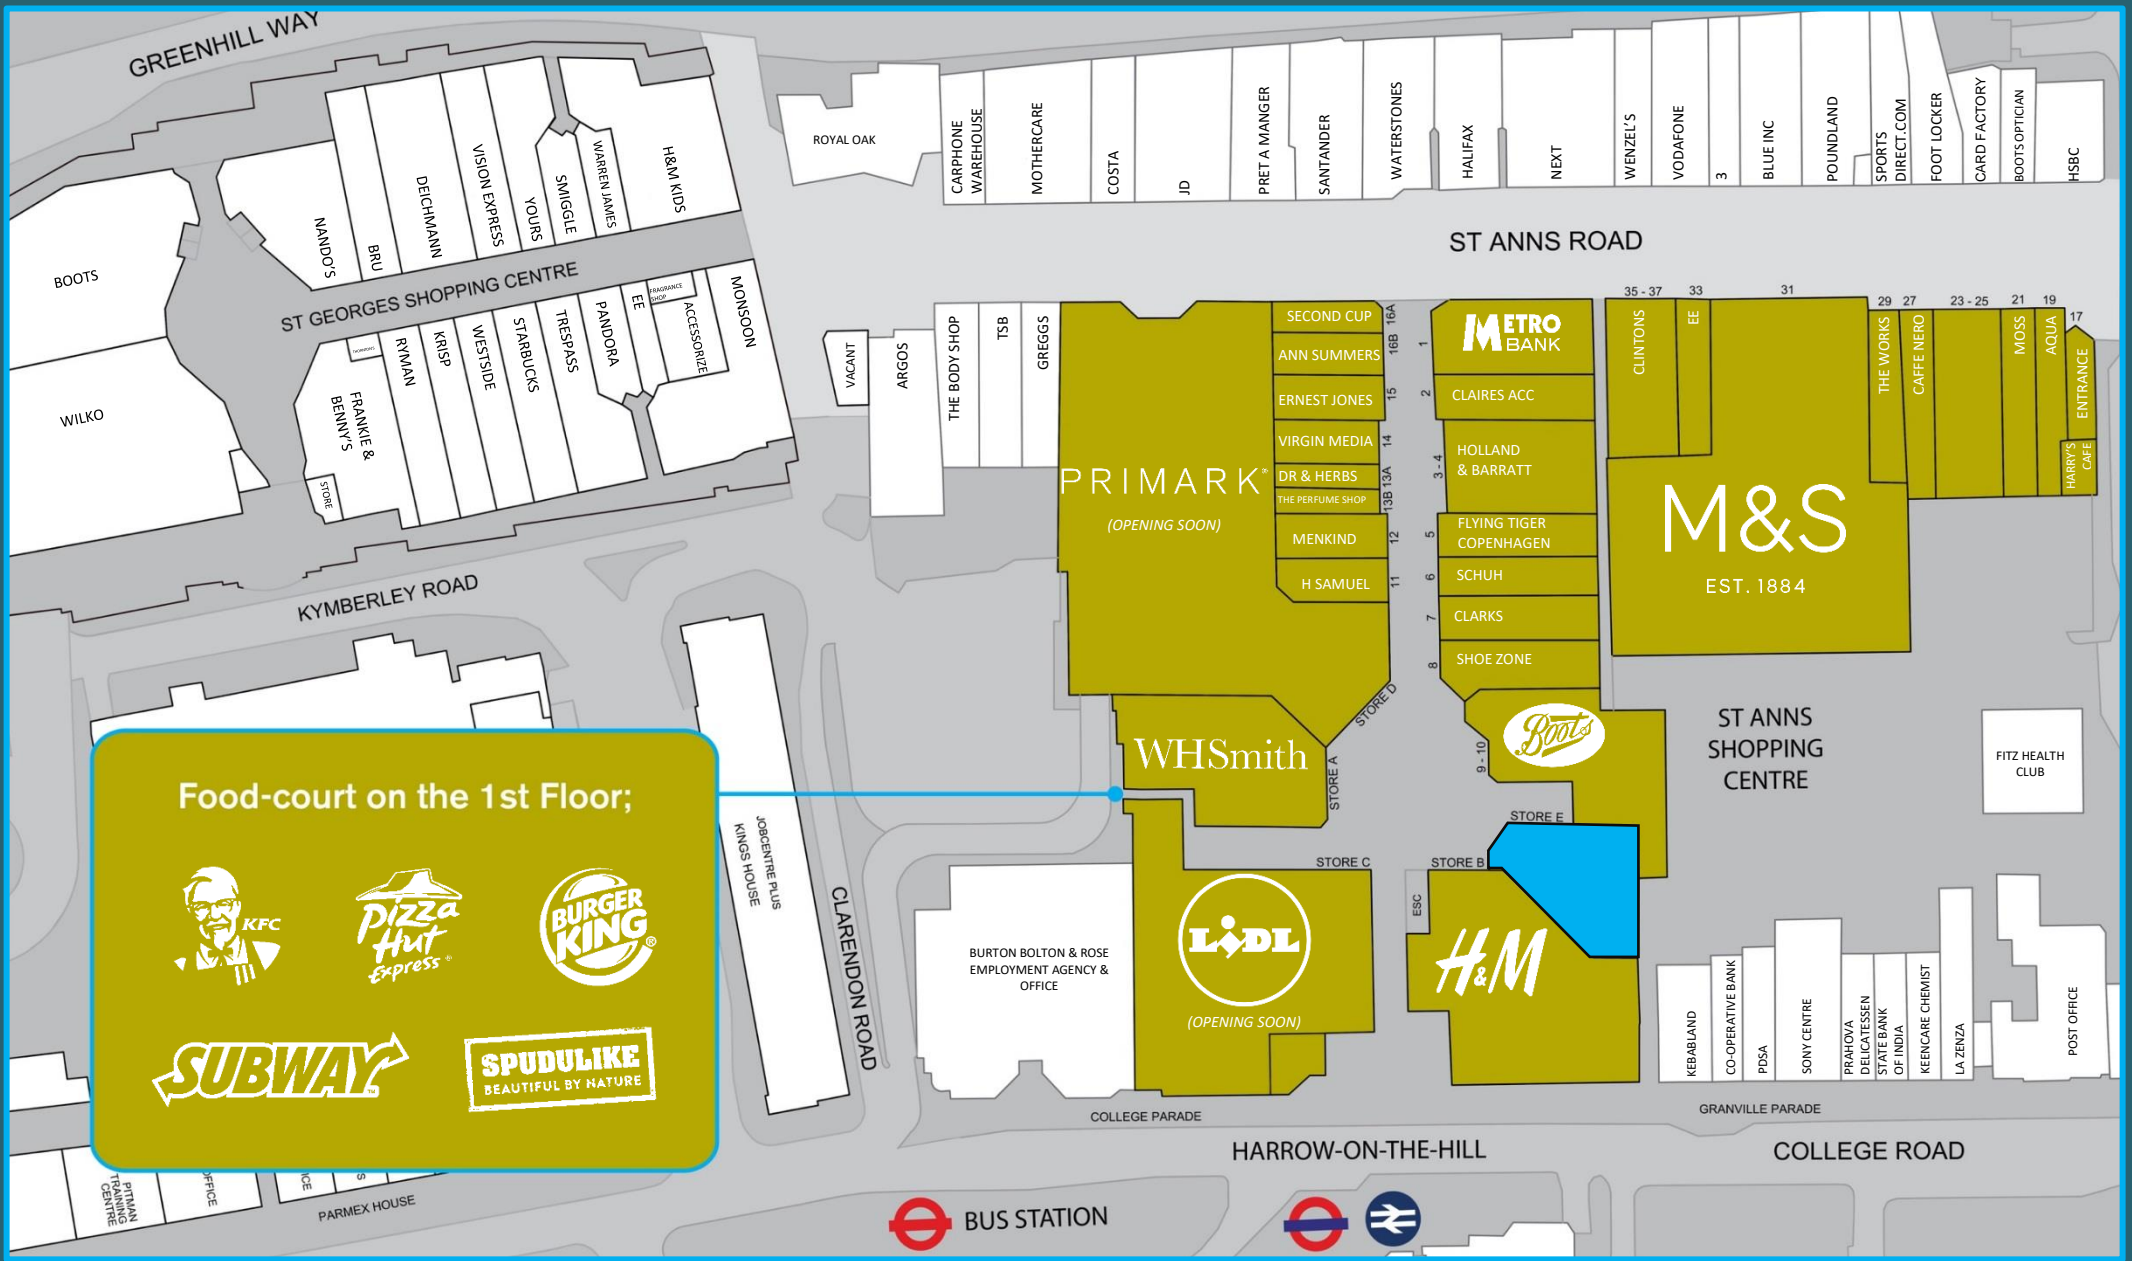 GREENHILL WAY
BOOTS
WILKO
NANDO'S
BRU
DEICHMANN
VISION EXPRESS
YOURS
SMIGGLE
WARREN JAMES
H&M KIDS
ST GEORGES SHOPPING CENTRE
FRANKIE &
BENNY'S
STORE
RYMAN
KRISP
WESTSIDE
STARBUCKS
TRESPASS
PANDORA
EE
FRAGRANCE
SHOP
ACCESSORIZE
MONSOON
KYMBERLEY ROAD
ROYAL OAK
CARPHONE
WAREHOUSE
MOTHERCARE
COSTA
JD
PRET A MANGER
SANTANDER
WATERSTONES
HALIFAX
NEXT
WENZEL'S
VODAFONE
3
BLUE INC
POUNDLAND
SPORTS
DIRECT.COM
FOOT LOCKER
CARD FACTORY
BOOTS OPTICIAN
HSBC
ST ANNS ROAD
VACANT
ARGOS
THE BODY SHOP
TSB
GREGGS
PRIMARK
(OPENING SOON)
SECOND CUP
16A
ANN SUMMERS
16B
ERNEST JONES
15
VIRGIN MEDIA
14
DR & HERBS
13A
THE PERFUME SHOP
13B
MENKIND
12
H SAMUEL
11
1
METRO
BANK
2
CLAIRES ACC
3 - 4
HOLLAND
& BARRATT
5
FLYING TIGER
COPENHAGEN
6
SCHUH
7
CLARKS
8
SHOE ZONE
9 - 10
Boots
35 - 37
CLINTONS
33
EE
31
M&S
EST. 1884
29
THE WORKS
27
CAFFE NERO
23 - 25
21
MOSS
19
AQUA
17
ENTRANCE
HARRY'S
CAFE
STORE D
WHSmith
STORE A
STORE E
STORE B
STORE C
ESC
LIDL
(OPENING SOON)
H&M
ST ANNS
SHOPPING
CENTRE
FITZ HEALTH
CLUB
Food-court on the 1st Floor;
KFC
Pizza
Hut
Express
BURGER
KING
SUBWAY
SPUDULIKE
BEAUTIFUL BY NATURE
JOBCENTRE PLUS
KINGS HOUSE
CLARENDON ROAD
BURTON BOLTON & ROSE
EMPLOYMENT AGENCY &
OFFICE
KEBABLAND
CO-OPERATIVE BANK
PDSA
SONY CENTRE
PRAHOVA
DELICATESSEN
STATE BANK
OF INDIA
KEENCARE CHEMIST
LA ZENZA
POST OFFICE
COLLEGE PARADE
GRANVILLE PARADE
HARROW-ON-THE-HILL
COLLEGE ROAD
PITMAN
TRAINING
CENTRE
OFFICE
ICE
S
PARMEX HOUSE
BUS STATION